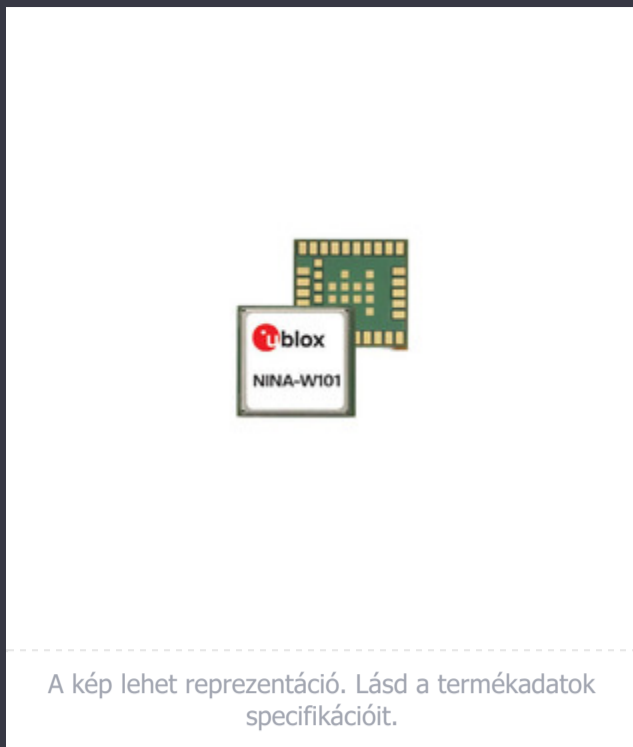 ublox
NINA-W101
A kép lehet reprezentáció. Lásd a termékadatok
specifikációit.